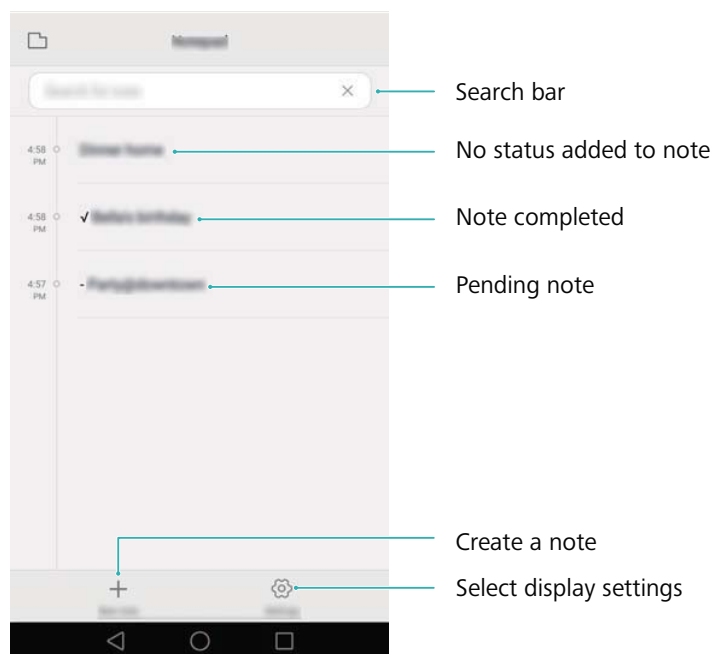 Search bar
4:58
PM
No status added to note
4:58
PM
√
Note completed
4:57
PM
-
Pending note
Create a note
Select display settings